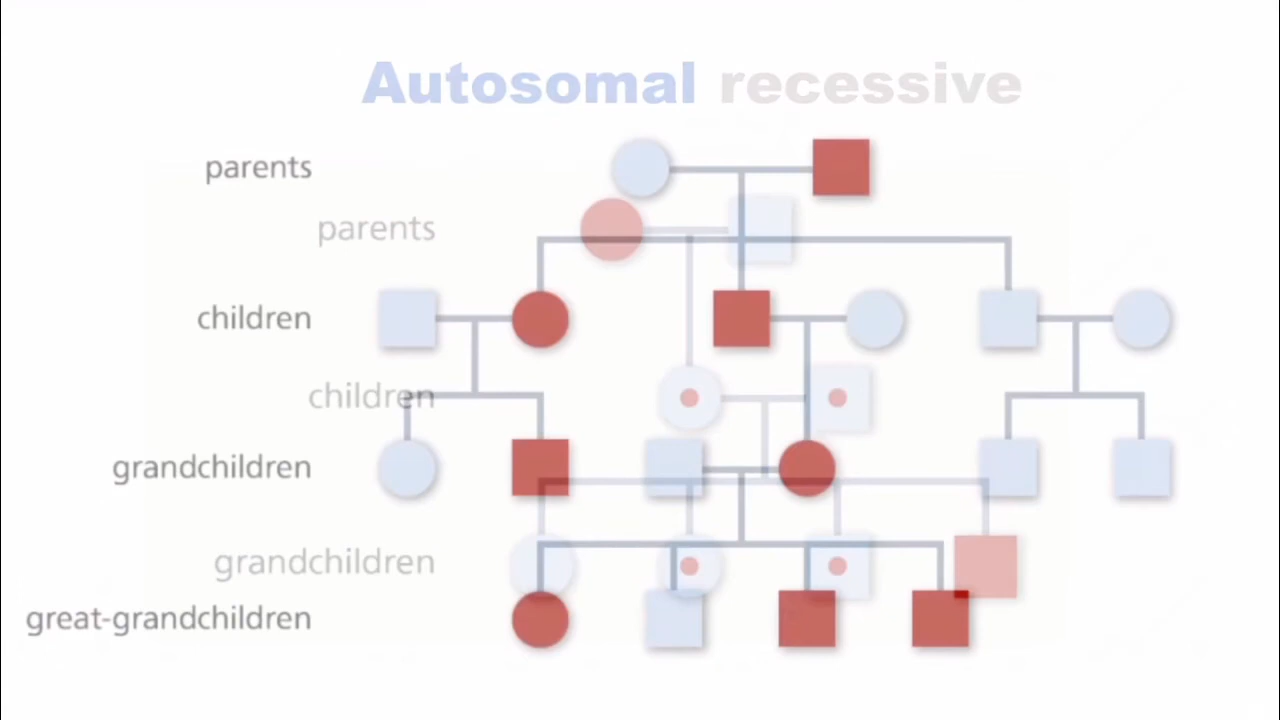 Autosomal recessive
parents
parents
children
children
grandchildren
grandchildren
great-grandchildren